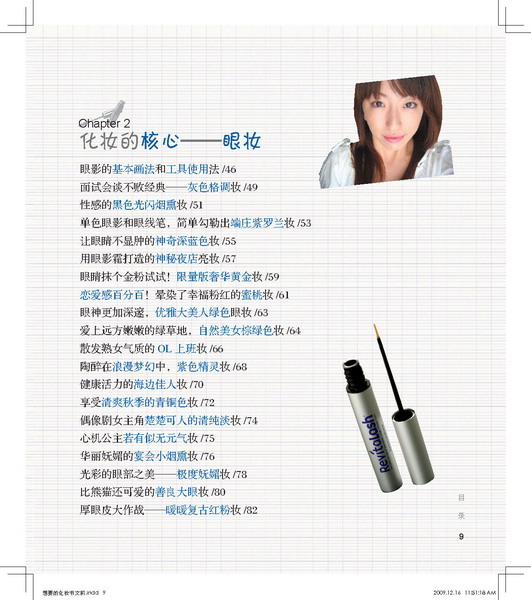 Chapter 2
化妆的核心——眼妆
眼影的基本画法和工具使用法 /46
面试会谈不败经典——灰色格调妆 /49
性感的黑色光闪烟熏妆 /51
单色眼影和眼线笔，简单勾勒出端庄紫罗兰妆 /53
让眼睛不显肿的神奇深蓝色妆 /55
用眼影霜打造的神秘夜店亮妆 /57
眼睛抹个金粉试试！限量版奢华黄金妆 /59
恋爱感百分百！晕染了幸福粉红的蜜桃妆 /61
眼神更加深邃，优雅大美人绿色眼妆 /63
爱上远方嫩嫩的绿草地，自然美女棕绿色妆 /64
散发熟女气质的 OL 上班妆 /66
陶醉在浪漫梦幻中，紫色精灵妆 /68
健康活力的海边佳人妆 /70
享受清爽秋季的青铜色妆 /72
偶像剧女主角楚楚可人的清纯淡妆 /74
心机公主若有似无元气妆 /75
华丽妩媚的宴会小烟熏妆 /76
光彩的眼部之美——极度妩媚妆 /78
比熊猫还可爱的善良大眼妆 /80
厚眼皮大作战——暖暖复古红粉妆 /82
RevitaLash
目录
9
想要的化妆书文前.indd 9
2009.12.16 11:51:18 AM